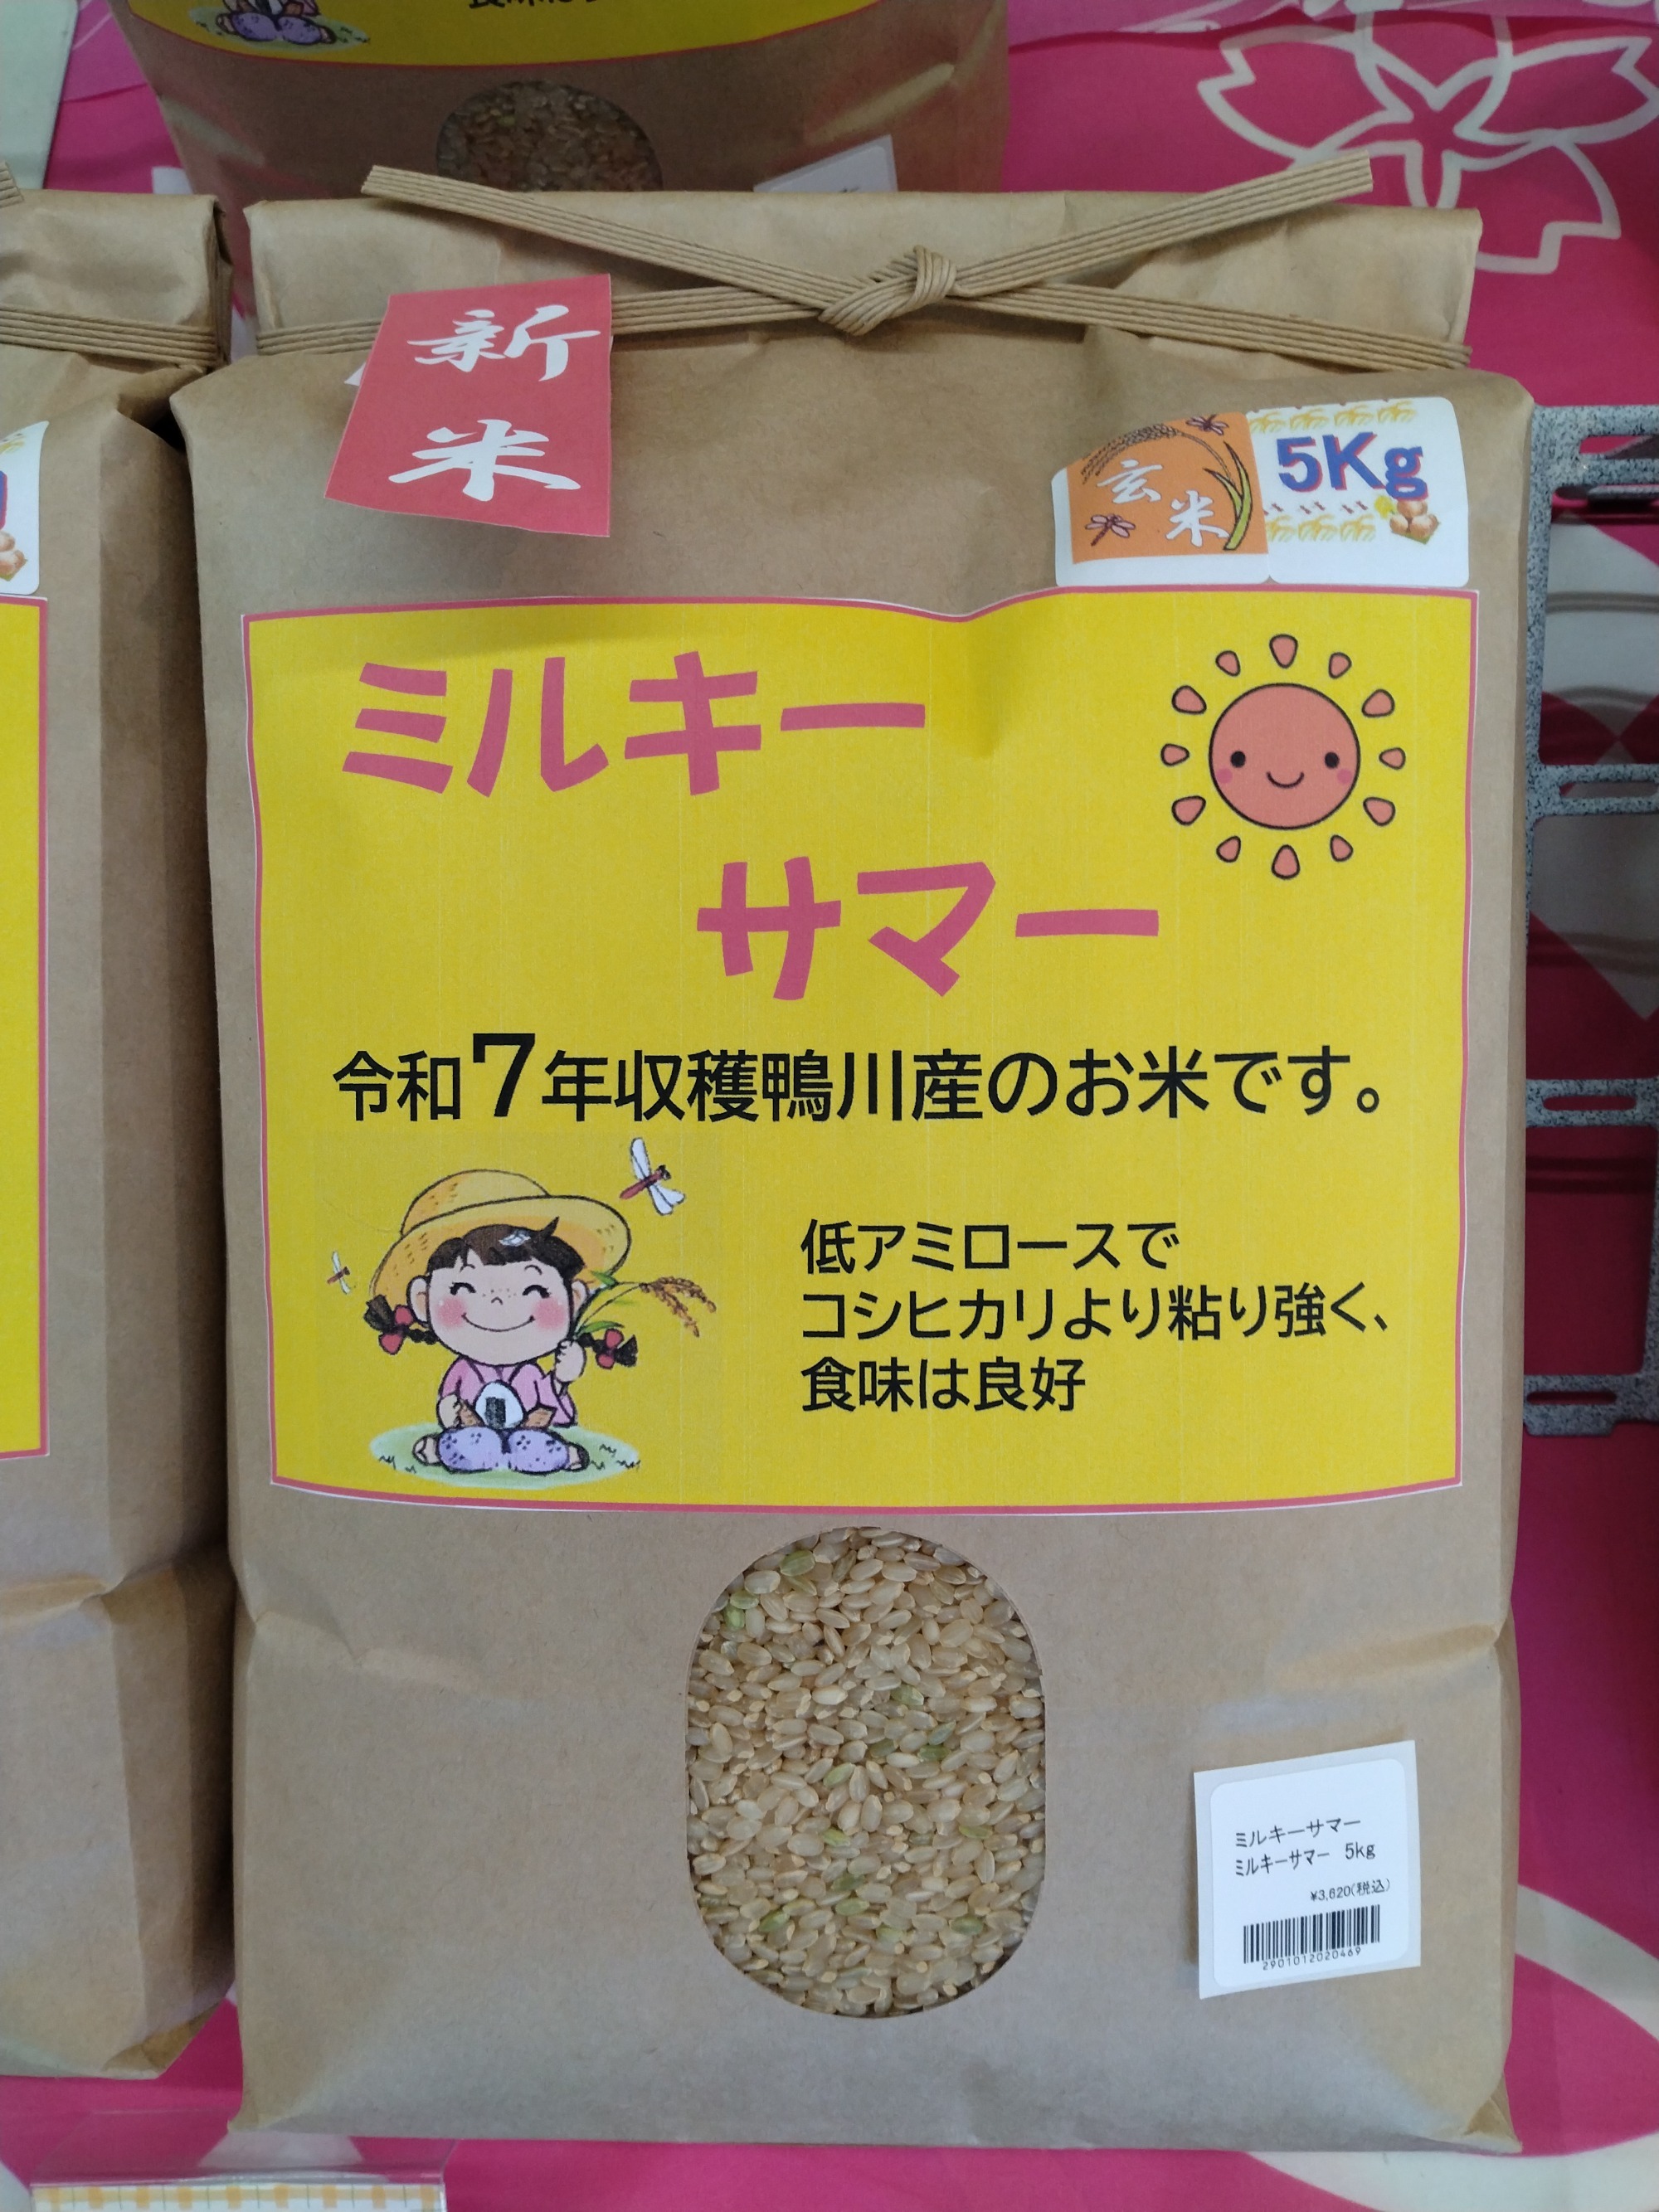 新米
玄米
5Kg
ミルキー
サマー
令和7年収穫鴨川産のお米です。
低アミロースで
コシヒカリより粘り強く、
食味は良好
ミルキーサマー
ミルキーサマー 5kg
¥3,620(税込)
2901012020469